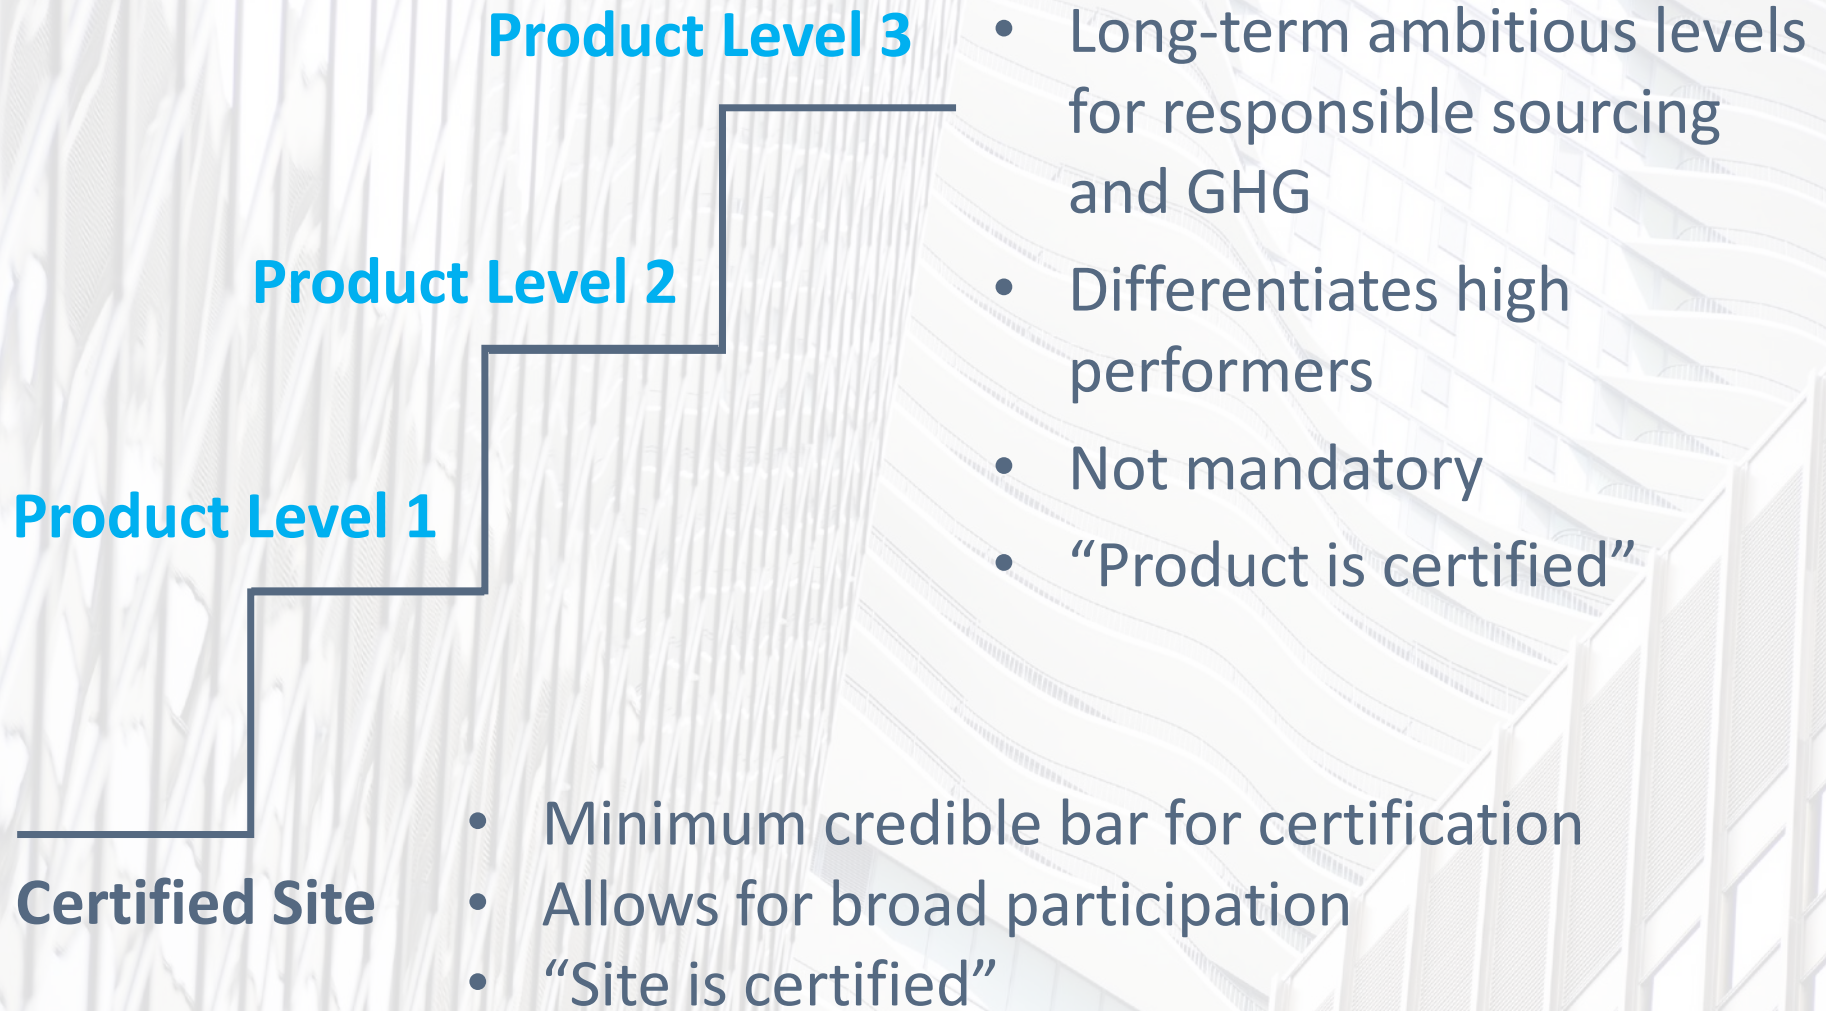 Product Level 3
• Long-term ambitious levels
for responsible sourcing
and GHG
Product Level 2
• Differentiates high
performers
• Not mandatory
Product Level 1
• “Product is certified”
• Minimum credible bar for certification
Certified Site
• Allows for broad participation
• “Site is certified”